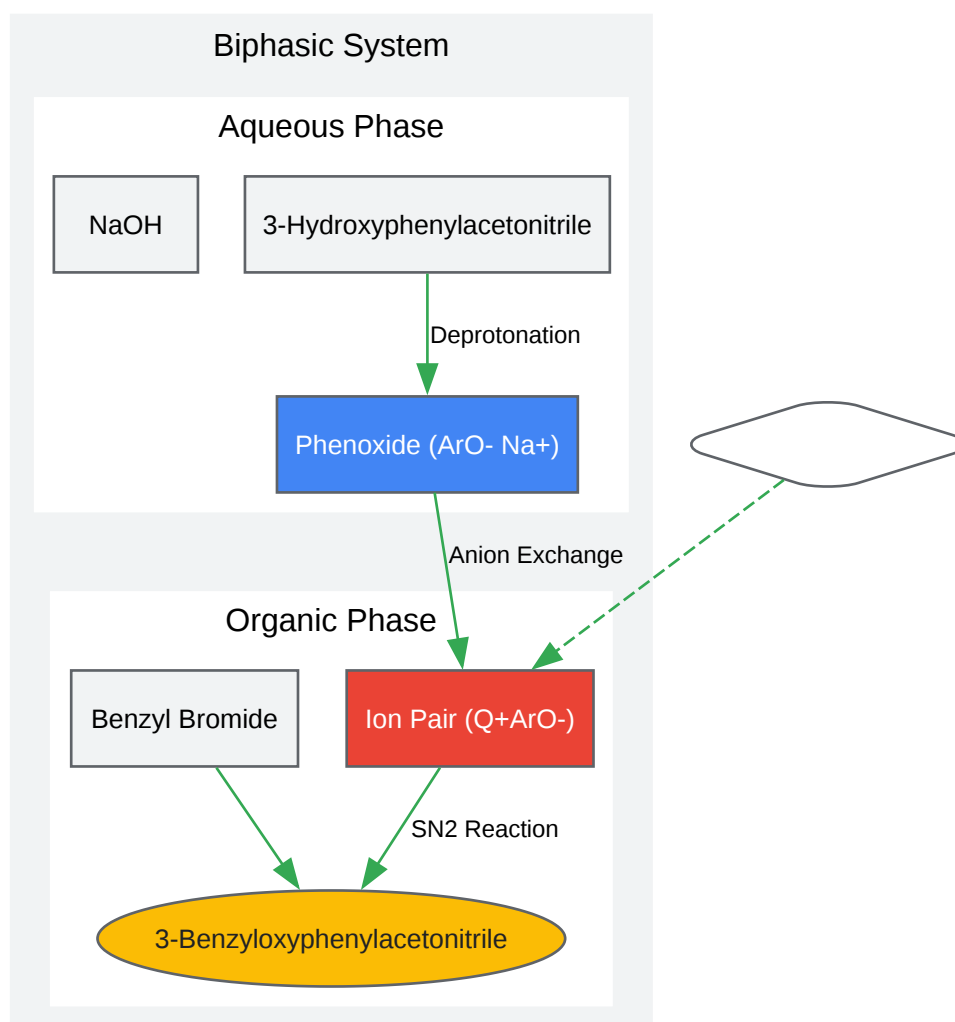 Biphasic System
Aqueous Phase
NaOH
3-Hydroxyphenylacetonitrile
Deprotonation
Phenoxide (ArO- Na+)
Anion Exchange
Organic Phase
Benzyl Bromide
Ion Pair (Q+ArO-)
SN2 Reaction
3-Benzyloxyphenylacetonitrile